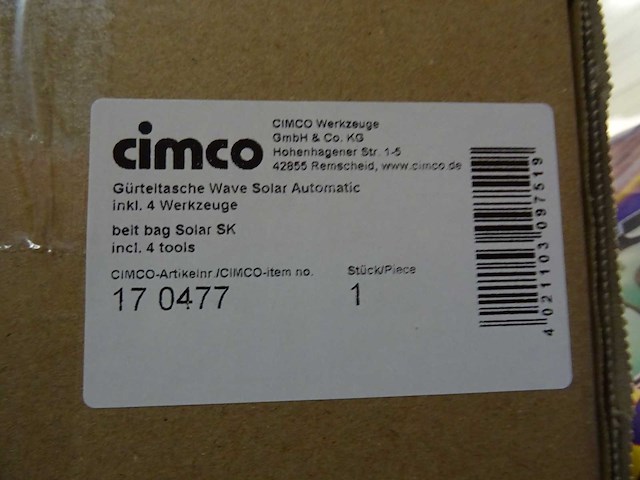 cimco
CIMCO Werkzeuge
GmbH & Co. KG
Hohenhagener Str. 1-5
42855 Remscheid, www.cimco.de
Gürteltasche Wave Solar Automatic
inkl. 4 Werkzeuge
belt bag Solar SK
incl. 4 tools
CIMCO-Artikelnr./CIMCO-item no.
17 0477
Stück/Piece
1
4021103097519